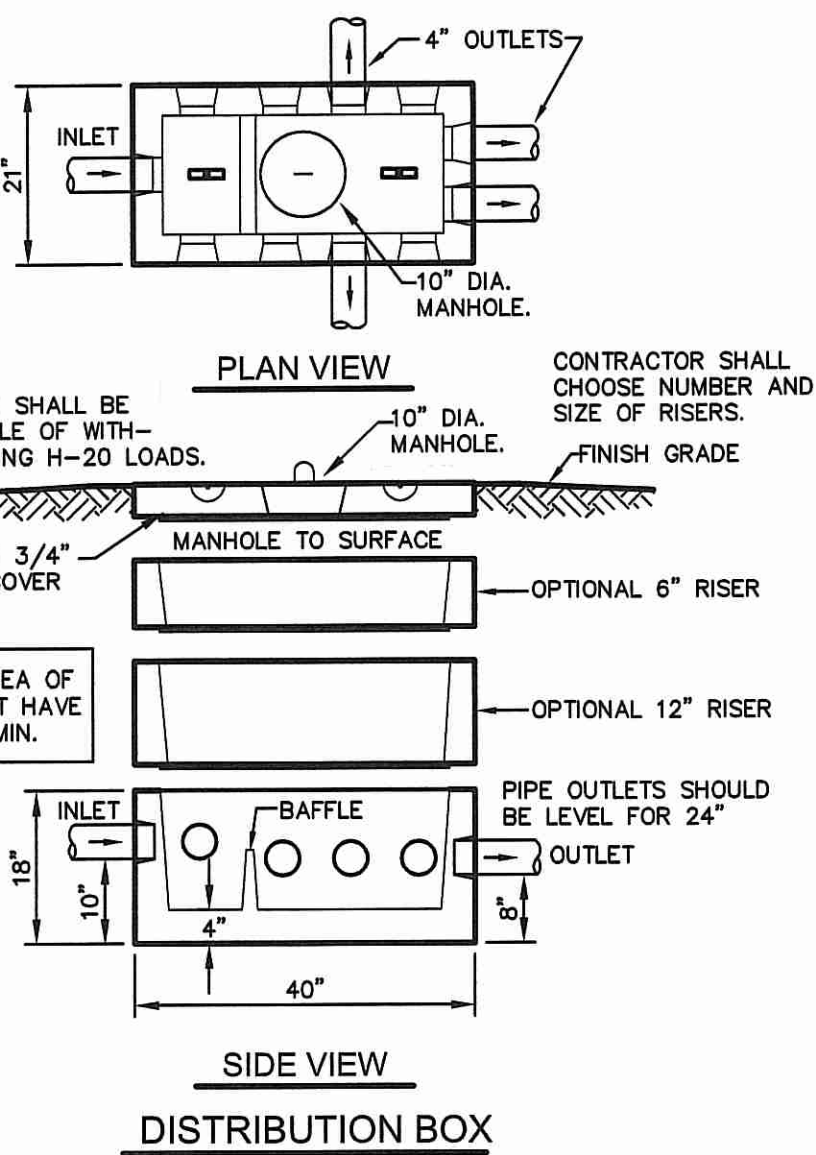 4" OUTLETS
INLET
21"
10" DIA.
MANHOLE.
PLAN VIEW
CONTRACTOR SHALL
CHOOSE NUMBER AND
SIZE OF RISERS.
SHALL BE
LE OF WITH-
NG H-20 LOADS.
10" DIA.
MANHOLE.
FINISH GRADE
3/4"
COVER
MANHOLE TO SURFACE
OPTIONAL 6" RISER
EA OF
T HAVE
MIN.
OPTIONAL 12" RISER
PIPE OUTLETS SHOULD
BE LEVEL FOR 24"
INLET
BAFFLE
OUTLET
18"
10"
4"
8"
40"
SIDE VIEW
DISTRIBUTION BOX